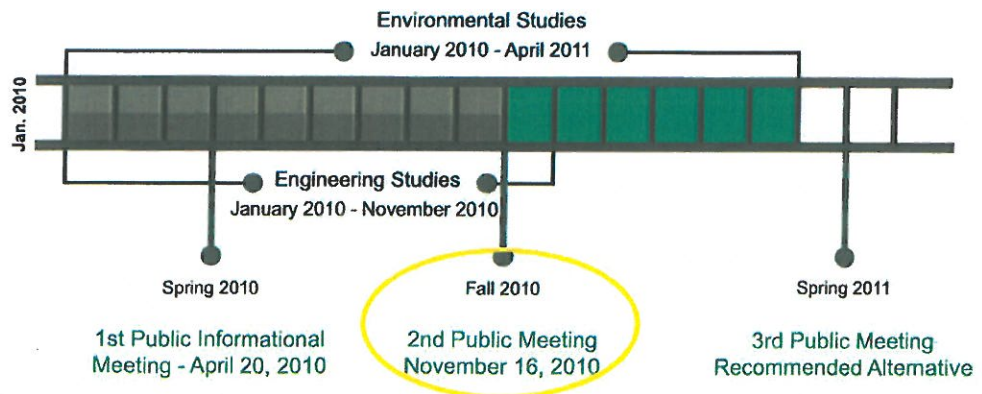 Environmental Studies
January 2010 - April 2011
Jan. 2010
Engineering Studies
January 2010 - November 2010
Spring 2010
Fall 2010
Spring 2011
1st Public Informational
Meeting - April 20, 2010
2nd Public Meeting
November 16, 2010
3rd Public Meeting
Recommended Alternative